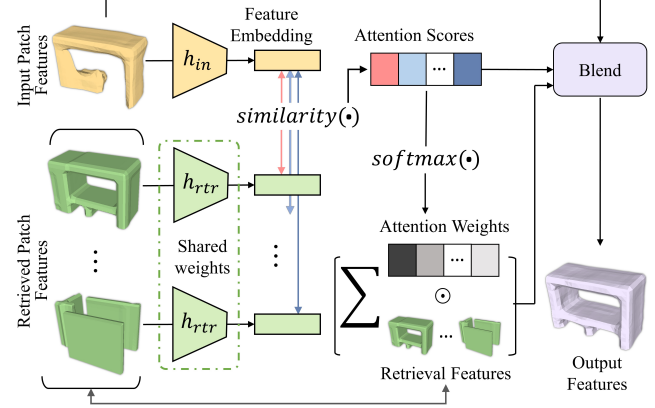 Input Patch
Features
h_in
Feature
Embedding
similarity(•)
Attention Scores
...
Blend
softmax(•)
Retrieved Patch
Features
h_rtr
⋮
h_rtr
Shared
weights
⋮
Attention Weights
...
∑
⊙
...
Retrieval Features
Output
Features